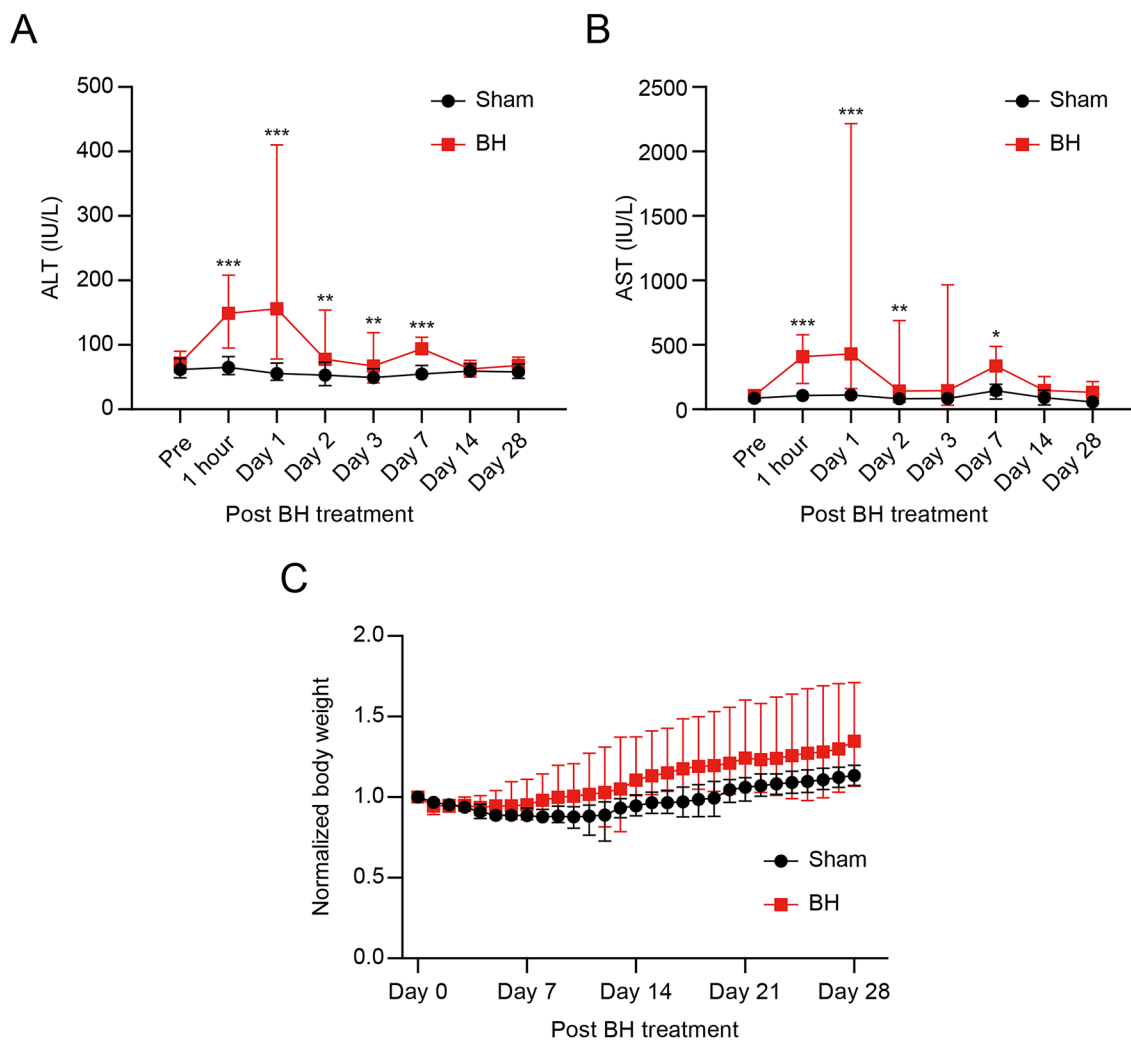 A
500
400
300
200
100
0
ALT (IU/L)
Sham
BH
***
***
**
**
***
Pre
1 hour
Day 1
Day 2
Day 3
Day 7
Day 14
Day 28
Post BH treatment
B
2500
2000
1500
1000
500
0
AST (IU/L)
Sham
BH
***
***
**
*
Pre
1 hour
Day 1
Day 2
Day 3
Day 7
Day 14
Day 28
Post BH treatment
C
2.0
1.5
1.0
0.5
0.0
Normalized body weight
Sham
BH
Day 0
Day 7
Day 14
Day 21
Day 28
Post BH treatment